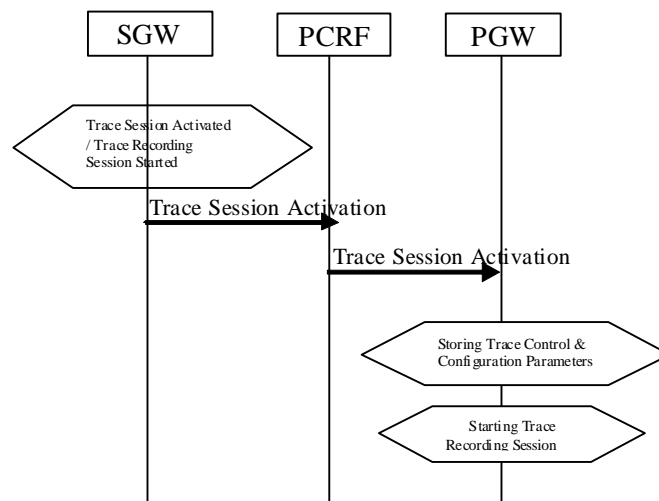 SGW
PCRF
PGW
Trace Session Activated
/ Trace Recording
Session Started
Trace Session Activation
Trace Session Activation
Storing Trace Control &
Configuration Parameters
Starting Trace
Recording Session